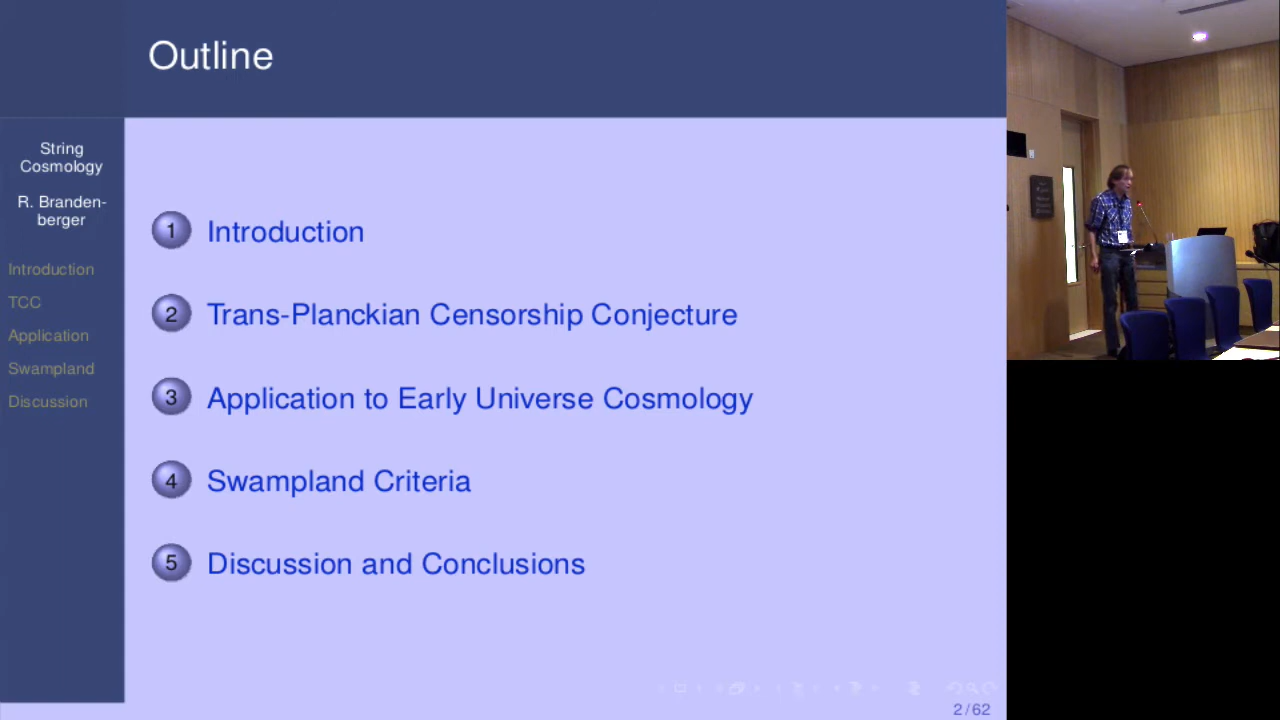 Outline
String
Cosmology
R. Branden-
berger
Introduction
TCC
Application
Swampland
Discussion
1 Introduction
2 Trans-Planckian Censorship Conjecture
3 Application to Early Universe Cosmology
4 Swampland Criteria
5 Discussion and Conclusions
2/62